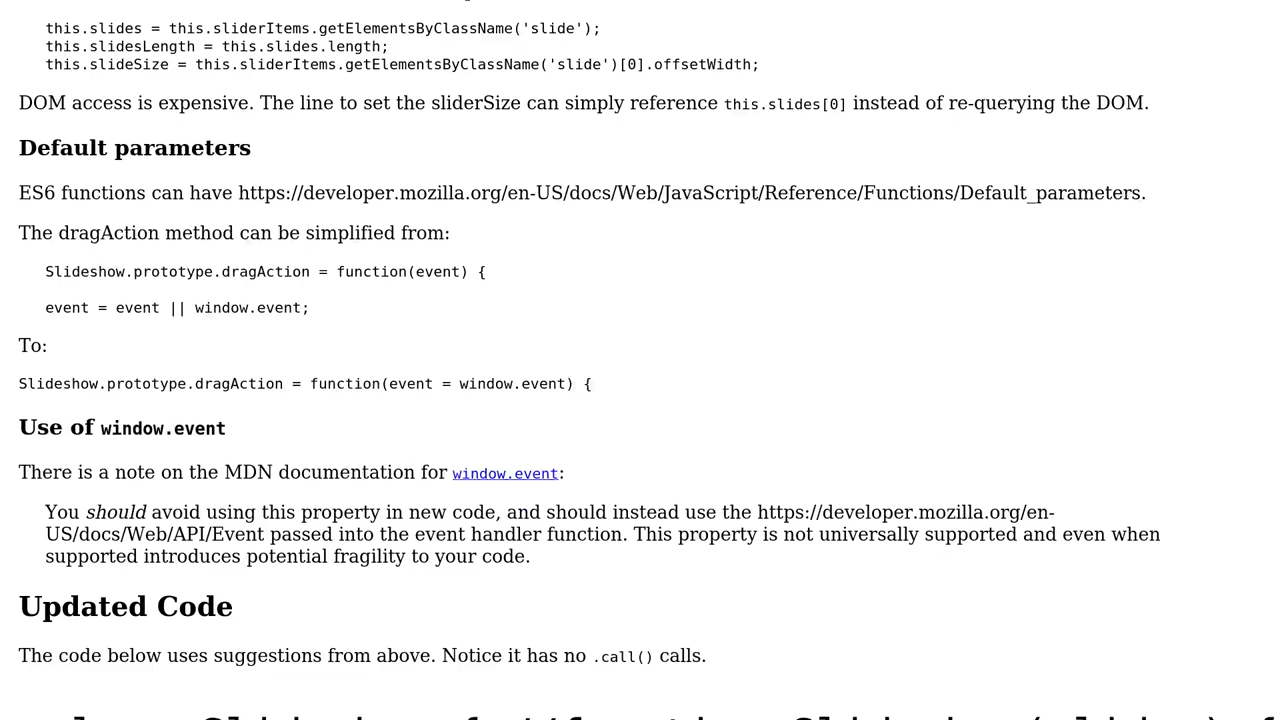 this.slides = this.sliderItems.getElementsByClassName('slide');
this.slidesLength = this.slides.length;
this.slideSize = this.sliderItems.getElementsByClassName('slide')[0].offsetWidth;
DOM access is expensive. The line to set the sliderSize can simply reference this.slides[0] instead of re-querying the DOM.
Default parameters
ES6 functions can have https://developer.mozilla.org/en-US/docs/Web/JavaScript/Reference/Functions/Default_parameters.
The dragAction method can be simplified from:
Slideshow.prototype.dragAction = function(event) {
event = event || window.event;
To:
Slideshow.prototype.dragAction = function(event = window.event) {
Use of window.event
There is a note on the MDN documentation for window.event:
You should avoid using this property in new code, and should instead use the https://developer.mozilla.org/en-
US/docs/Web/API/Event passed into the event handler function. This property is not universally supported and even when
supported introduces potential fragility to your code.
Updated Code
The code below uses suggestions from above. Notice it has no .call() calls.